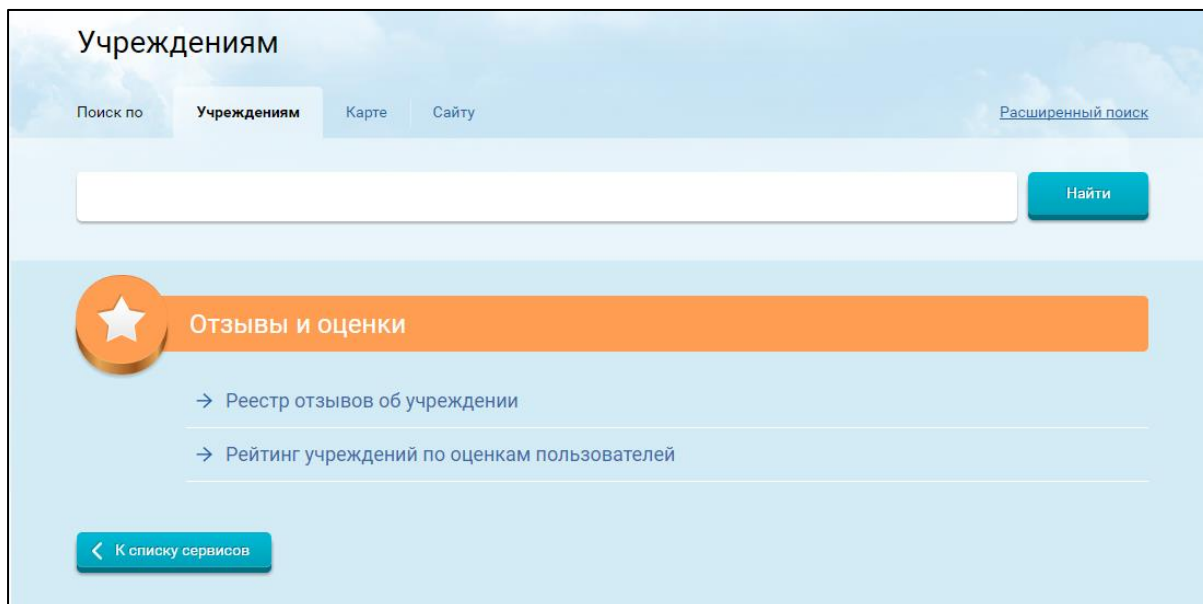 Учреждениям
Поиск по Учреждениям Карте Сайту Расширенный поиск
Найти
Отзывы и оценки
Реестр отзывов об учреждении
Рейтинг учреждений по оценкам пользователей
К списку сервисов